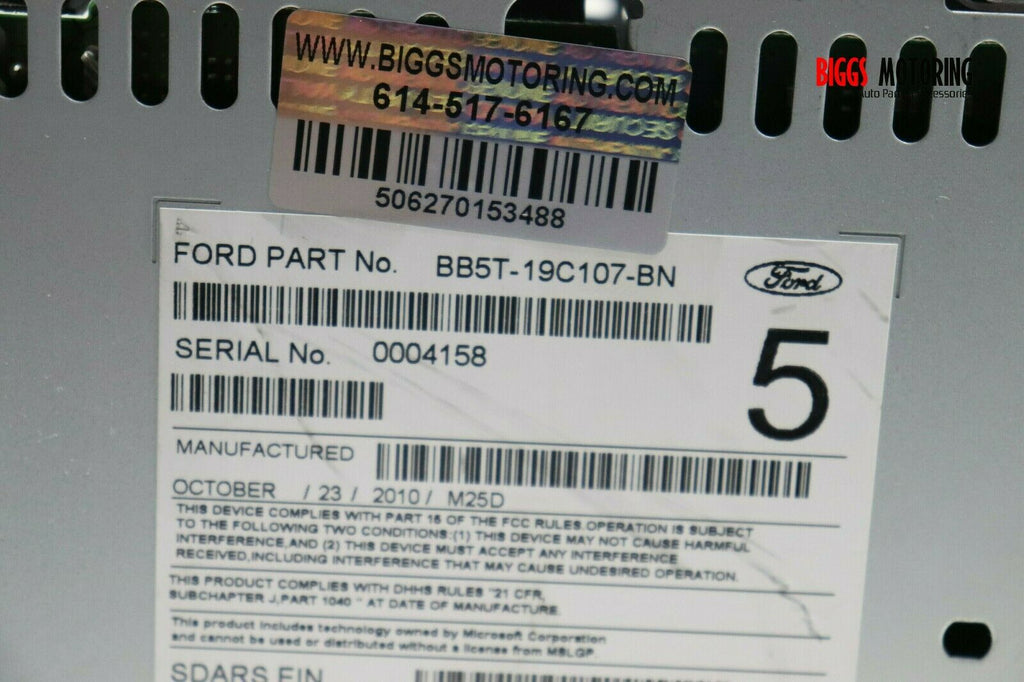 WWW.BIGGSMOTORING.COM
614-517-6167
506270153488
BIGGS MOTORING
FORD PART No. BB5T-19C107-BN
Ford
SERIAL No. 0004158
5
MANUFACTURED
OCTOBER / 23 / 2010 / M25D
THIS DEVICE COMPLIES WITH PART 15 OF THE FCC RULES.OPERATION IS SUBJECT
TO THE FOLLOWING TWO CONDITIONS:(1) THIS DEVICE MAY NOT CAUSE HARMFUL
INTERFERENCE,AND (2) THIS DEVICE MUST ACCEPT ANY INTERFERENCE
RECEIVED,INCLUDING INTERFERENCE THAT MAY CAUSE UNDESIRED OPERATION.
THIS PRODUCT COMPLIES WITH DHHS RULES "21 CFR,
SUBCHAPTER J,PART 1040 " AT DATE OF MANUFACTURE.
This product includes technology owned by Microsoft Corporation
and cannot be used or distributed without a license from MSLGP.
SDARS